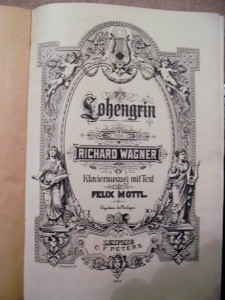 Lohengrin
RICHARD WAGNER
Klavierauszug mit Text
FELIX MOTTL.
LEIPZIG
C. F. PETERS.